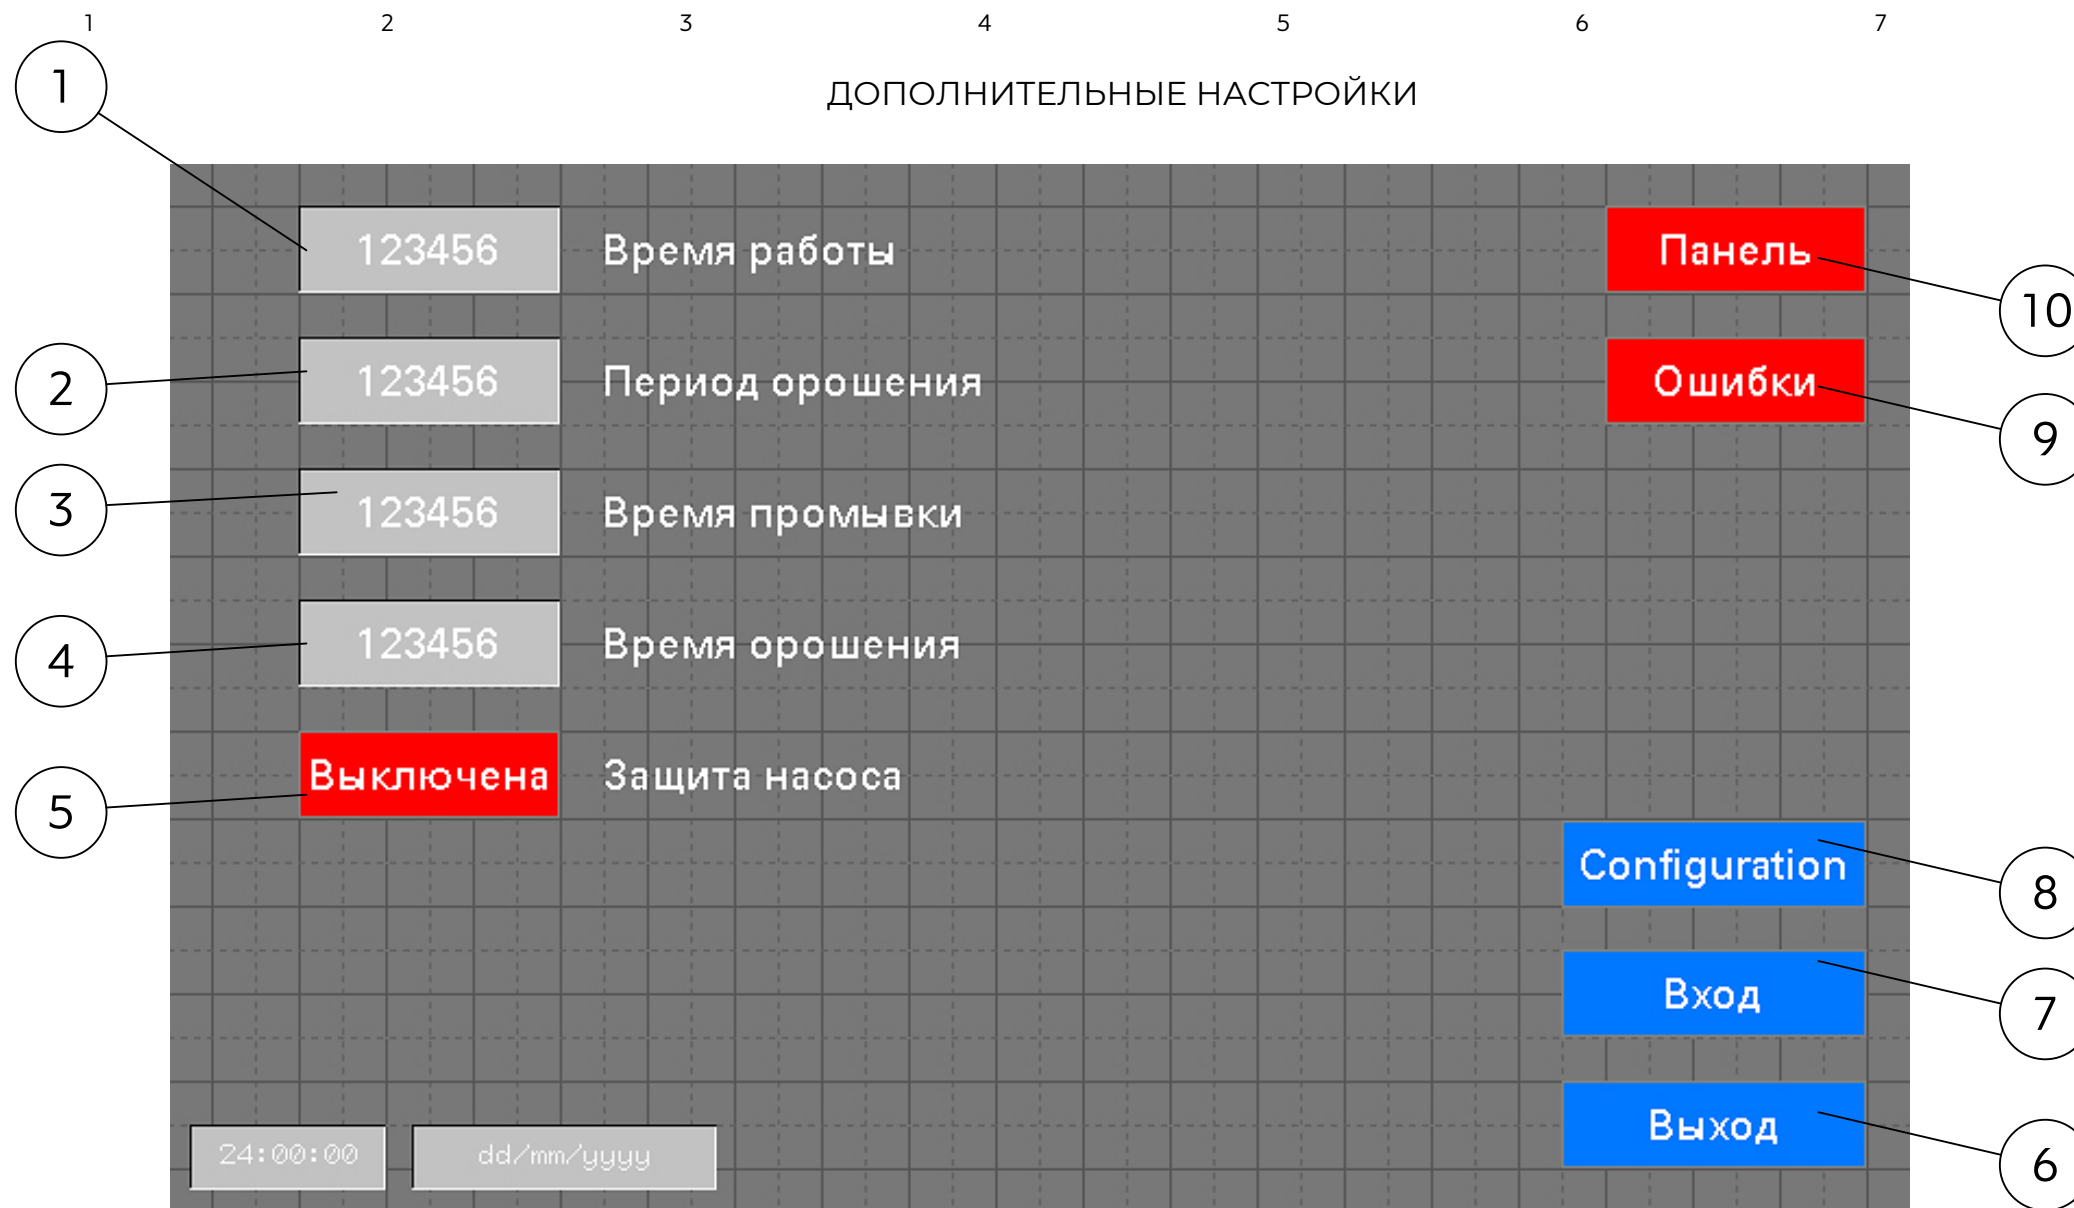 1 2 3 4 5 6 7
1
ДОПОЛНИТЕЛЬНЫЕ НАСТРОЙКИ
123456 Время работы Панель
10
2
123456 Период орошения Ошибки
9
3
123456 Время промывки
4
123456 Время орошения
5
Выключена Защита насоса
Configuration
8
Вход
7
Выход
6
24:00:00 dd/mm/yyyy